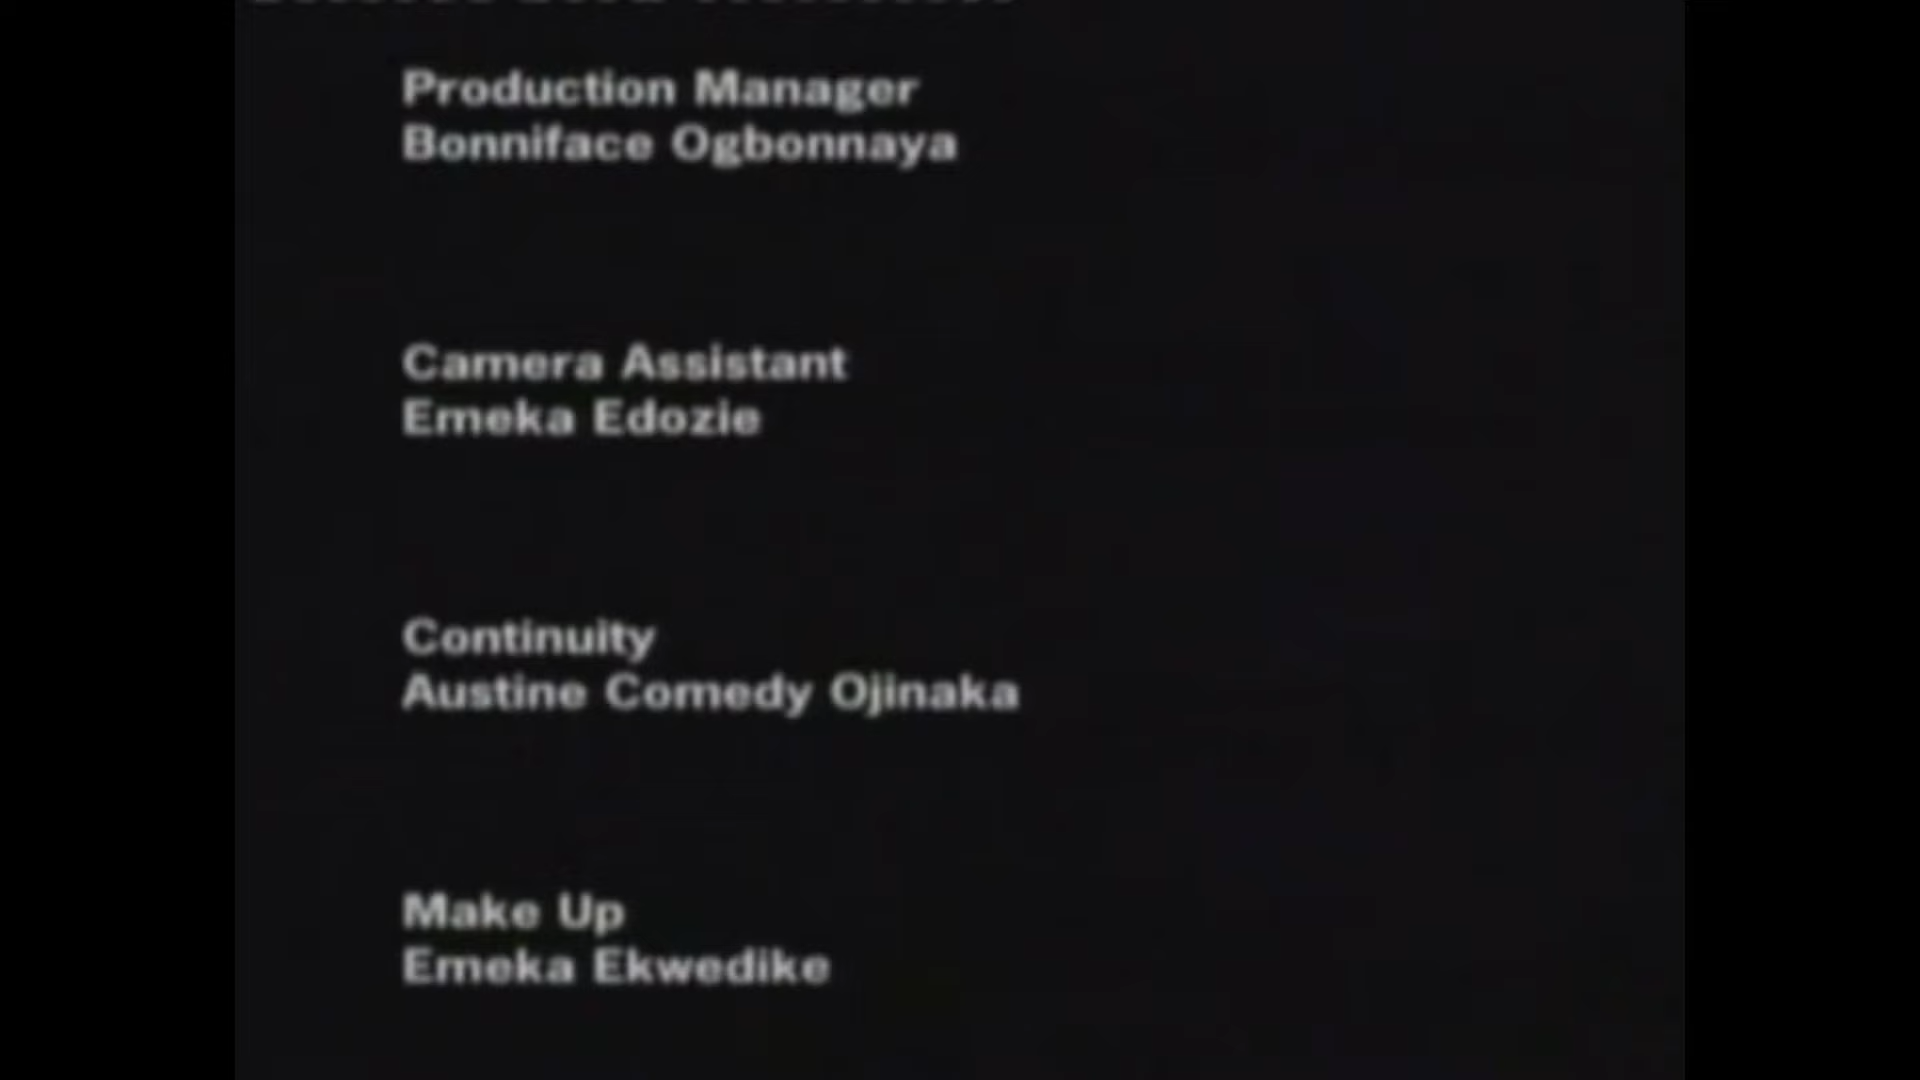 Production Manager
Bonniface Ogbonnaya
Camera Assistant
Emeka Edozie
Continuity
Austine Comedy Ojinaka
Make Up
Emeka Ekwedike